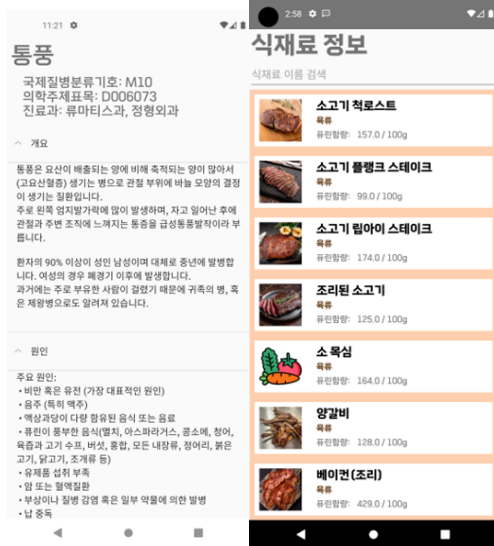 11:21
통풍
국제질병분류기호: M10
의학주제표목: D006073
진료과: 류마티스과, 정형외과
개요
통풍은 요산이 배출되는 양에 비해 축적되는 양이 많아서
(고요산혈증) 생기는 병으로 관절 부위에 바늘 모양의 결정
이 생기는 질환입니다.
주로 왼쪽 엄지발가락에 많이 발생하며, 자고 일어난 후에
관절과 주변 조직에 느껴지는 통증을 급성통풍발작이라 부
릅니다.
환자의 90% 이상이 성인 남성이며 대체로 중년에 발병합
니다. 여성의 경우 폐경기 이후에 발생합니다.
과거에는 주로 부유한 사람이 걸렸기 때문에 귀족의 병, 혹
은 제왕병으로도 알려져 있습니다.
원인
주요 원인:
• 비만 혹은 유전 (가장 대표적인 원인)
• 음주 (특히 맥주)
• 액상과당이 다량 함유된 음식 또는 음료
• 퓨린이 풍부한 음식(멸치, 아스파라거스, 콩소메, 청어,
육즙과 고기 수프, 버섯, 홍합, 모든 내장류, 정어리, 붉은
고기, 닭고기, 조개류 등)
• 유제품 섭취 부족
• 암 또는 혈액질환
• 부상이나 질병 감염 혹은 일부 약물에 의한 발병
• 납 중독
2:58
식재료 정보
식재료 이름 검색
소고기 척로스트
육류
퓨린함량: 157.0 / 100g
소고기 플랭크 스테이크
육류
퓨린함량: 99.0 / 100g
소고기 립아이 스테이크
육류
퓨린함량: 174.0 / 100g
조리된 소고기
육류
퓨린함량: 125.0 / 100g
소 목심
육류
퓨린함량: 164.0 / 100g
양갈비
육류
퓨린함량: 128.0 / 100g
베이컨(조리)
육류
퓨린함량: 429.0 / 100g